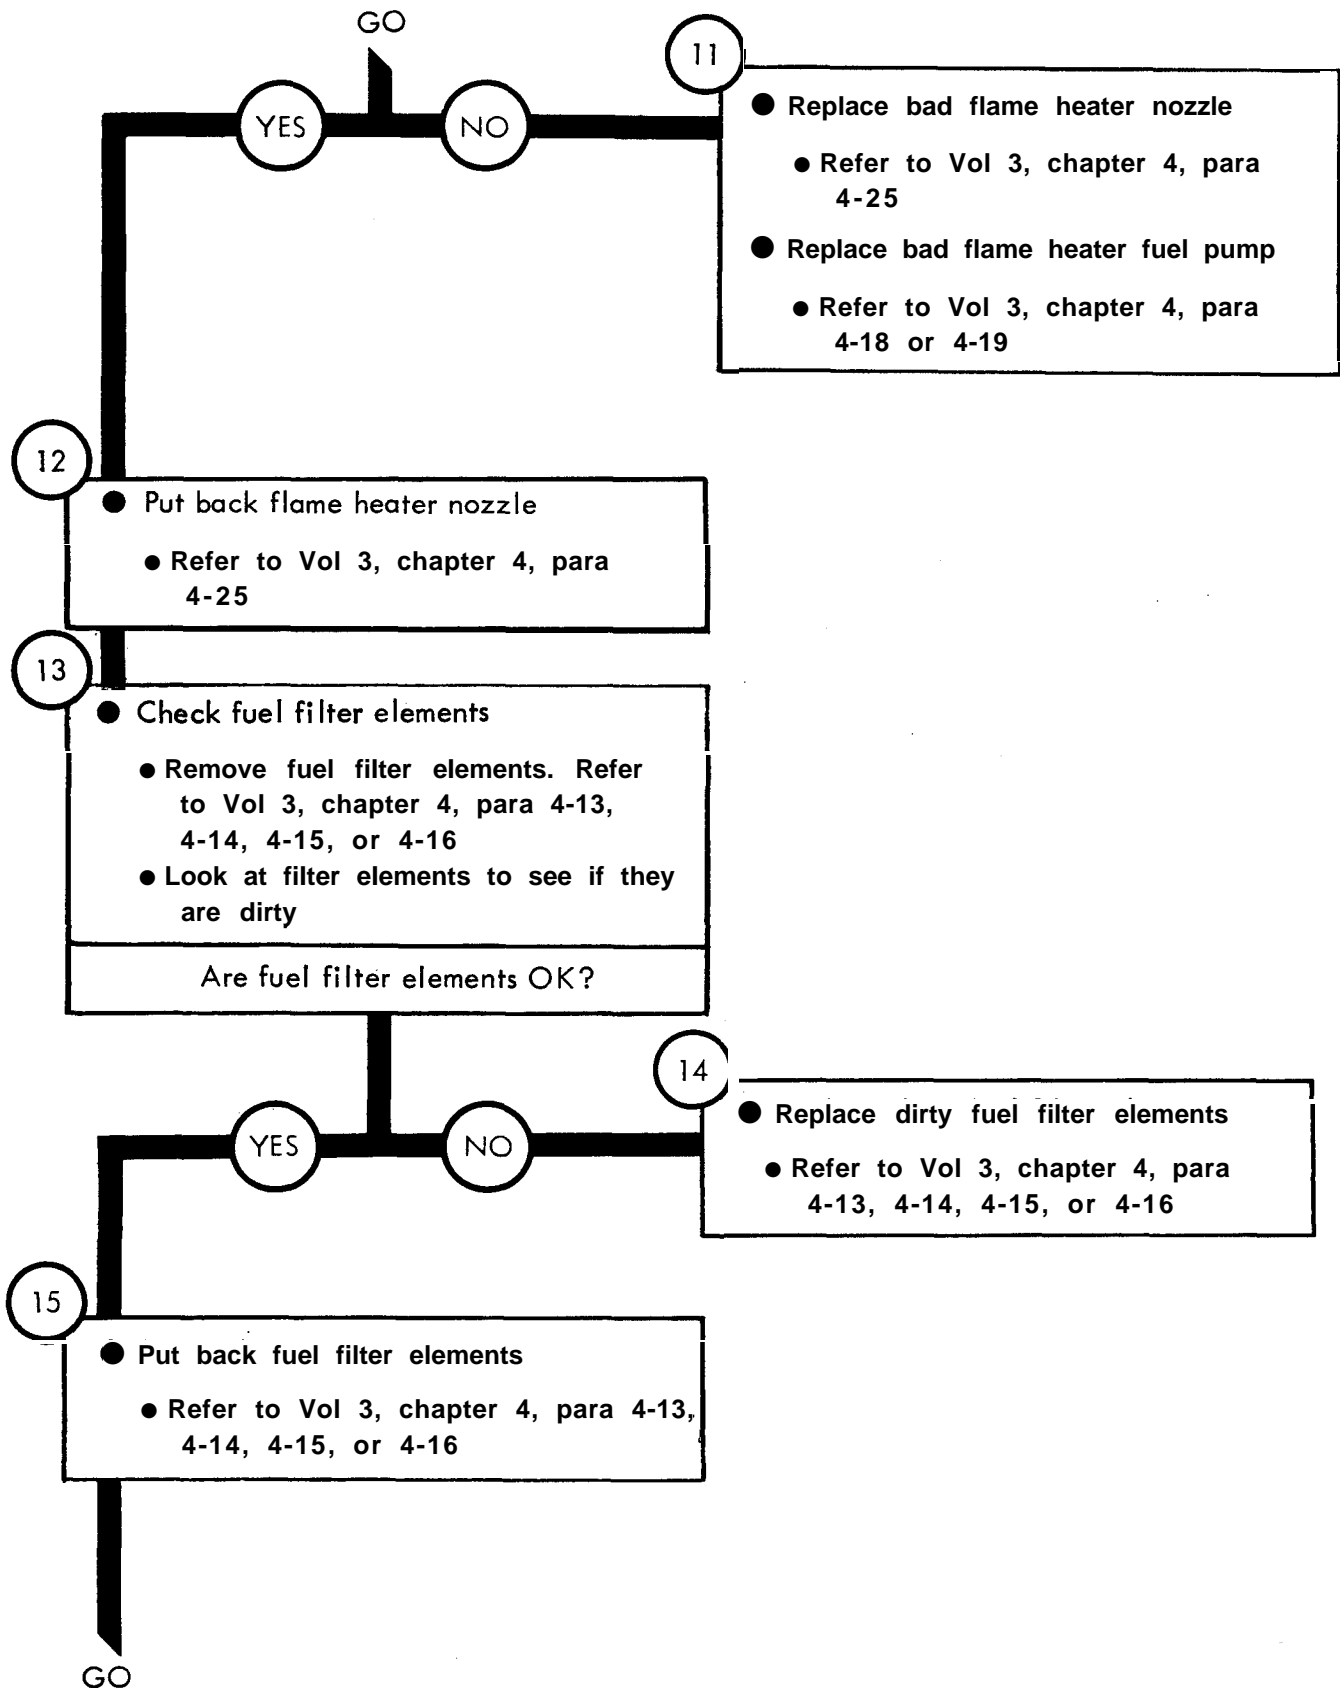 GO
YES
NO
11
● Replace bad flame heater nozzle
● Refer to Vol 3, chapter 4, para
4-25
● Replace bad flame heater fuel pump
● Refer to Vol 3, chapter 4, para
4-18 or 4-19
12
● Put back flame heater nozzle
● Refer to Vol 3, chapter 4, para
4-25
13
● Check fuel filter elements
● Remove fuel filter elements. Refer
to Vol 3, chapter 4, para 4-13,
4-14, 4-15, or 4-16
● Look at filter elements to see if they
are dirty
Are fuel filter elements OK?
YES
NO
14
● Replace dirty fuel filter elements
● Refer to Vol 3, chapter 4, para
4-13, 4-14, 4-15, or 4-16
15
● Put back fuel filter elements
● Refer to Vol 3, chapter 4, para 4-13,
4-14, 4-15, or 4-16
GO